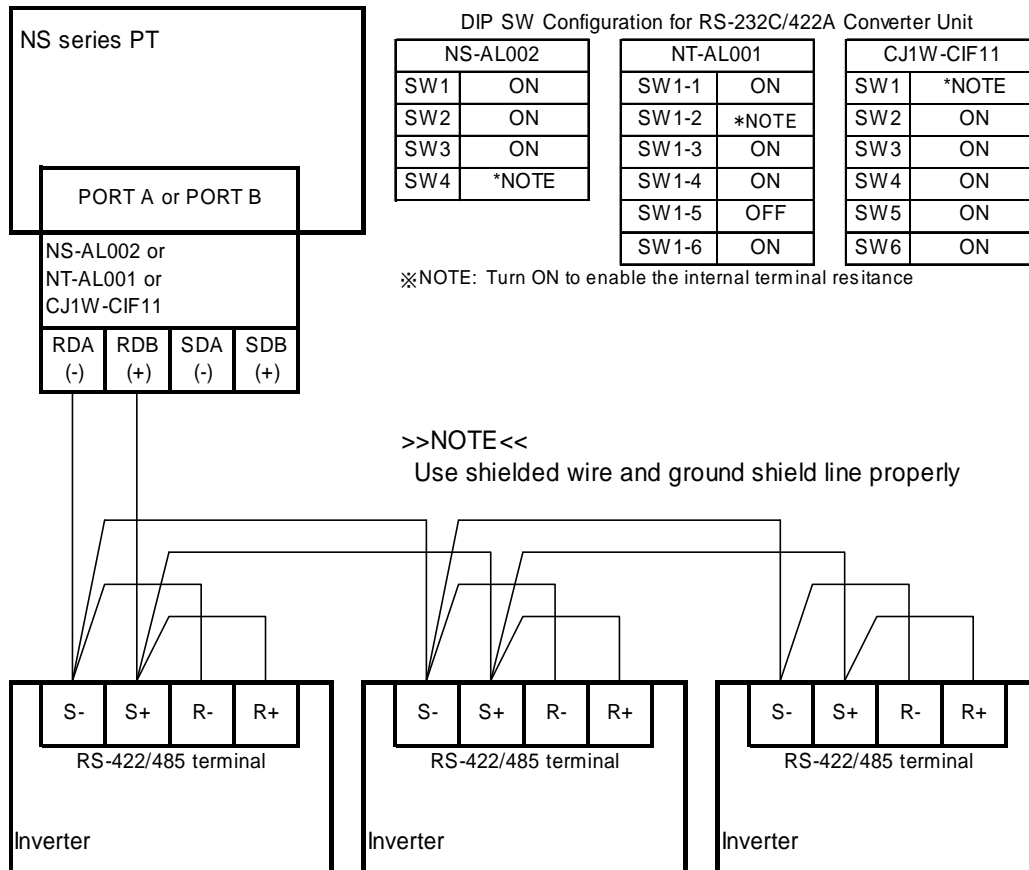 NS series PT
PORT A or PORT B
NS-AL002 or
NT-AL001 or
CJ1W-CIF11
RDA RDB SDA SDB
(-) (+) (-) (+)
DIP SW Configuration for RS-232C/422A Converter Unit
NS-AL002
SW1 ON
SW2 ON
SW3 ON
SW4 *NOTE
NT-AL001
SW1-1 ON
SW1-2 *NOTE
SW1-3 ON
SW1-4 ON
SW1-5 OFF
SW1-6 ON
CJ1W-CIF11
SW1 *NOTE
SW2 ON
SW3 ON
SW4 ON
SW5 ON
SW6 ON
※NOTE: Turn ON to enable the internal terminal resitance
>>NOTE<<
Use shielded wire and ground shield line properly
S- S+ R- R+
RS-422/485 terminal
Inverter
S- S+ R- R+
RS-422/485 terminal
Inverter
S- S+ R- R+
RS-422/485 terminal
Inverter